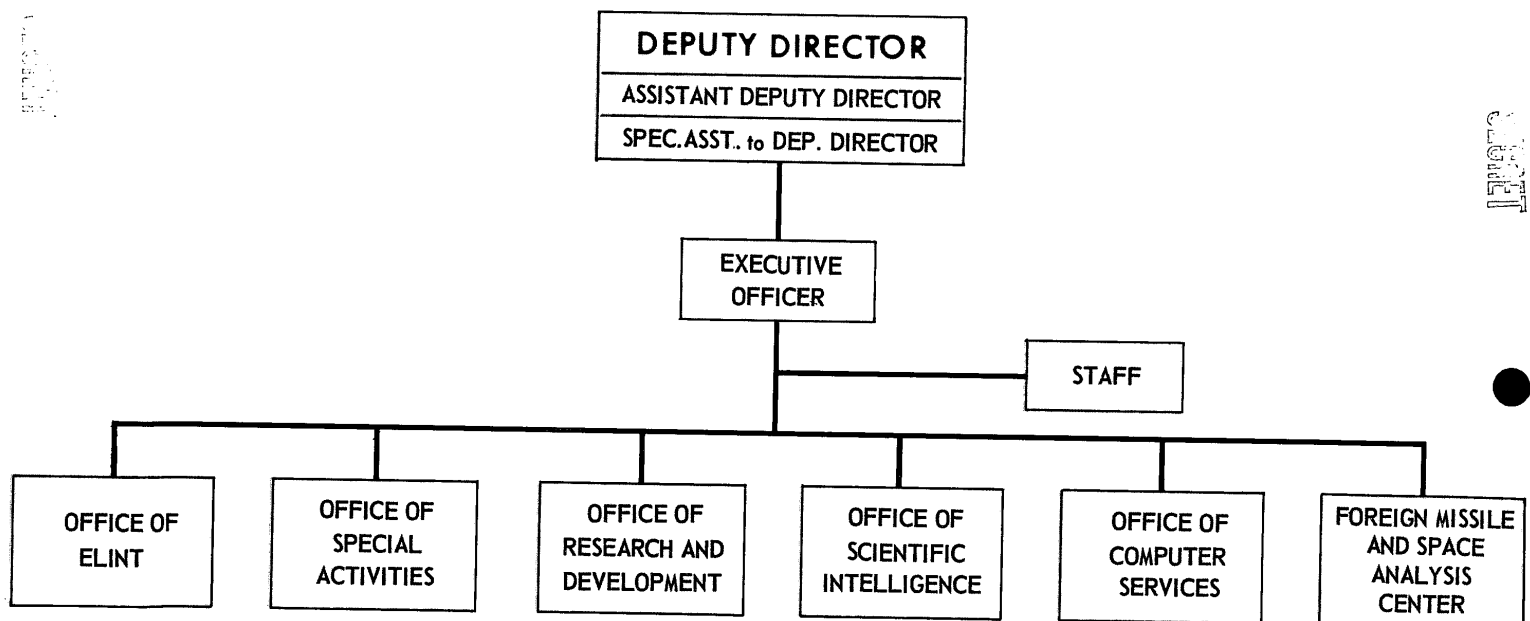 DEPUTY DIRECTOR
ASSISTANT DEPUTY DIRECTOR
SPEC. ASST.. to DEP. DIRECTOR
EXECUTIVE
OFFICER
STAFF
OFFICE OF
ELINT
OFFICE OF
SPECIAL
ACTIVITIES
OFFICE OF
RESEARCH AND
DEVELOPMENT
OFFICE OF
SCIENTIFIC
INTELLIGENCE
OFFICE OF
COMPUTER
SERVICES
FOREIGN MISSILE
AND SPACE
ANALYSIS
CENTER